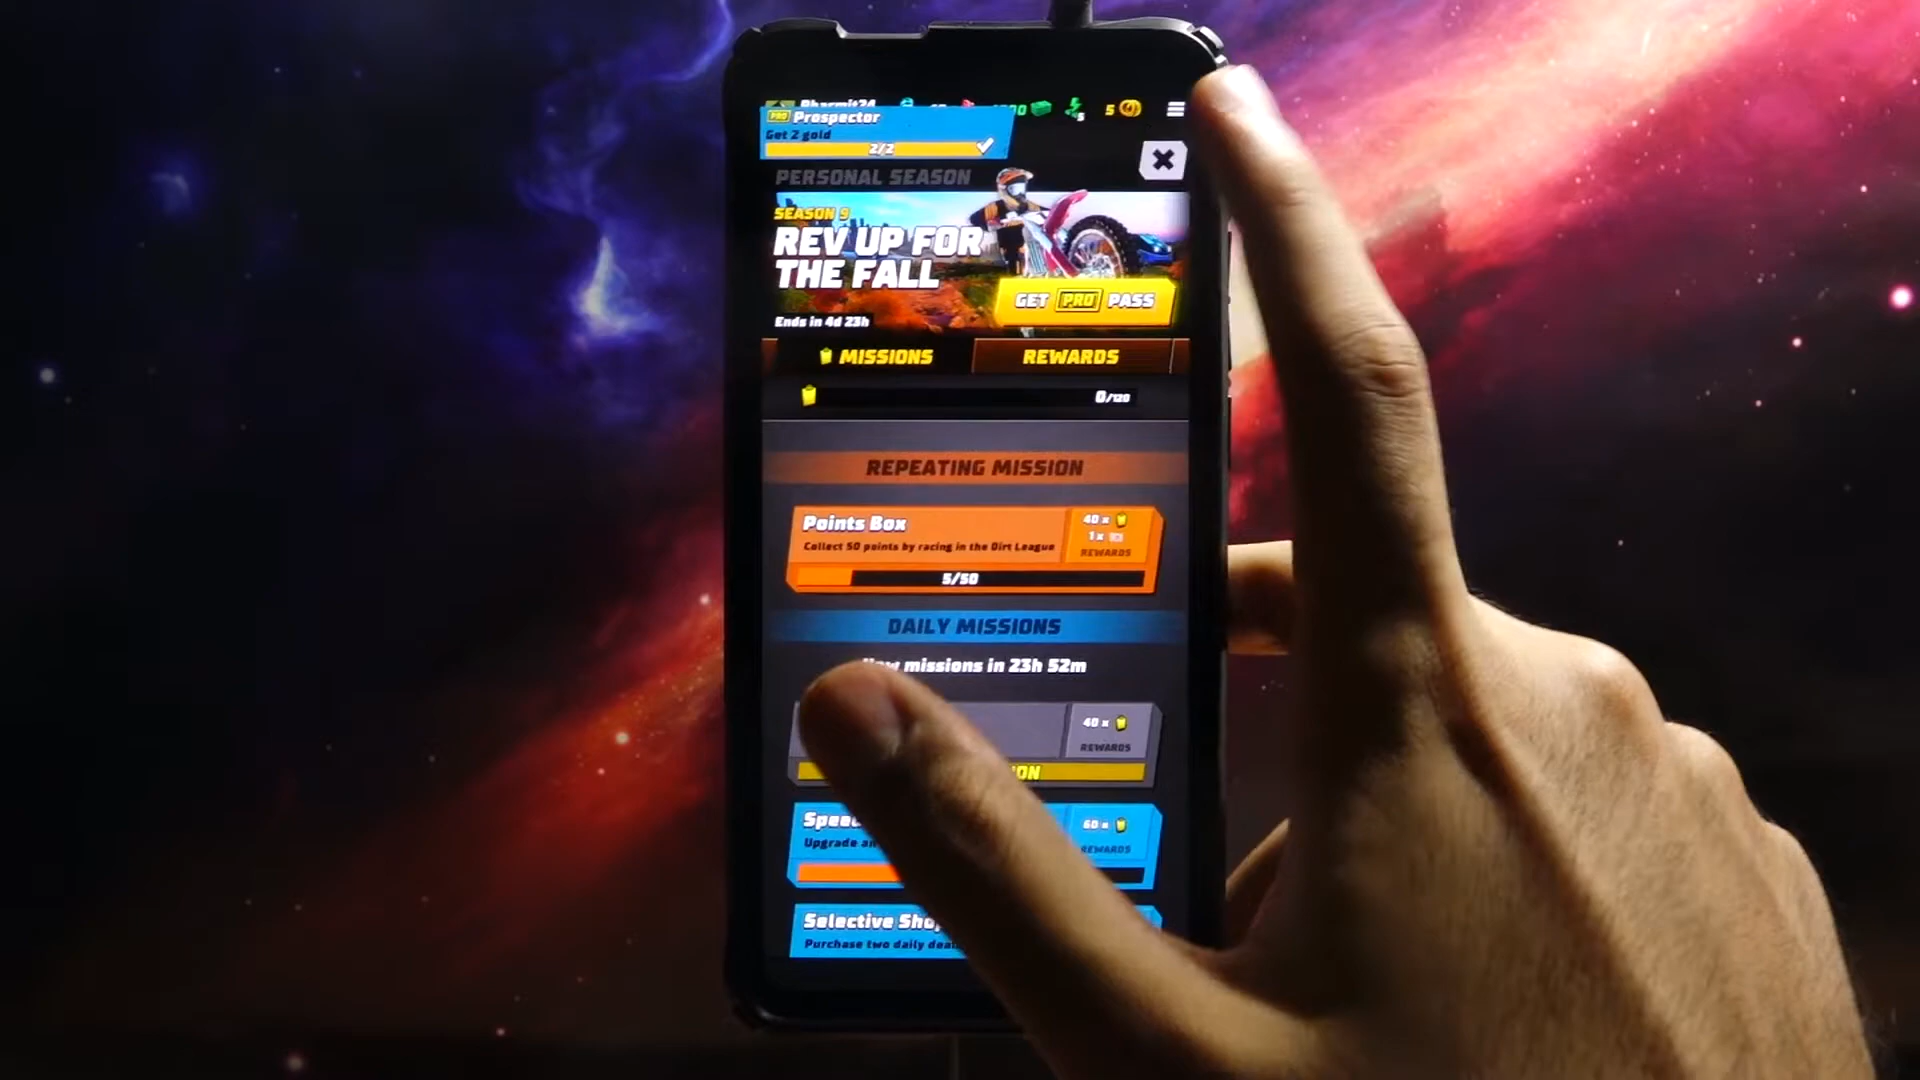 5
5
PRO Prospector
Get 2 gold
2/2
PERSONAL SEASON
SEASON 9
REV UP FOR
THE FALL
GET PRO PASS
Ends in 4d 23h
MISSIONS
REWARDS
0/120
REPEATING MISSION
Points Box
40 x
1 x
Collect 50 points by racing in the Dirt League
REWARDS
5/50
DAILY MISSIONS
missions in 23h 52m
40 x
REWARDS
60 x
Upgrade
REWARDS
Selective
Purchase two daily